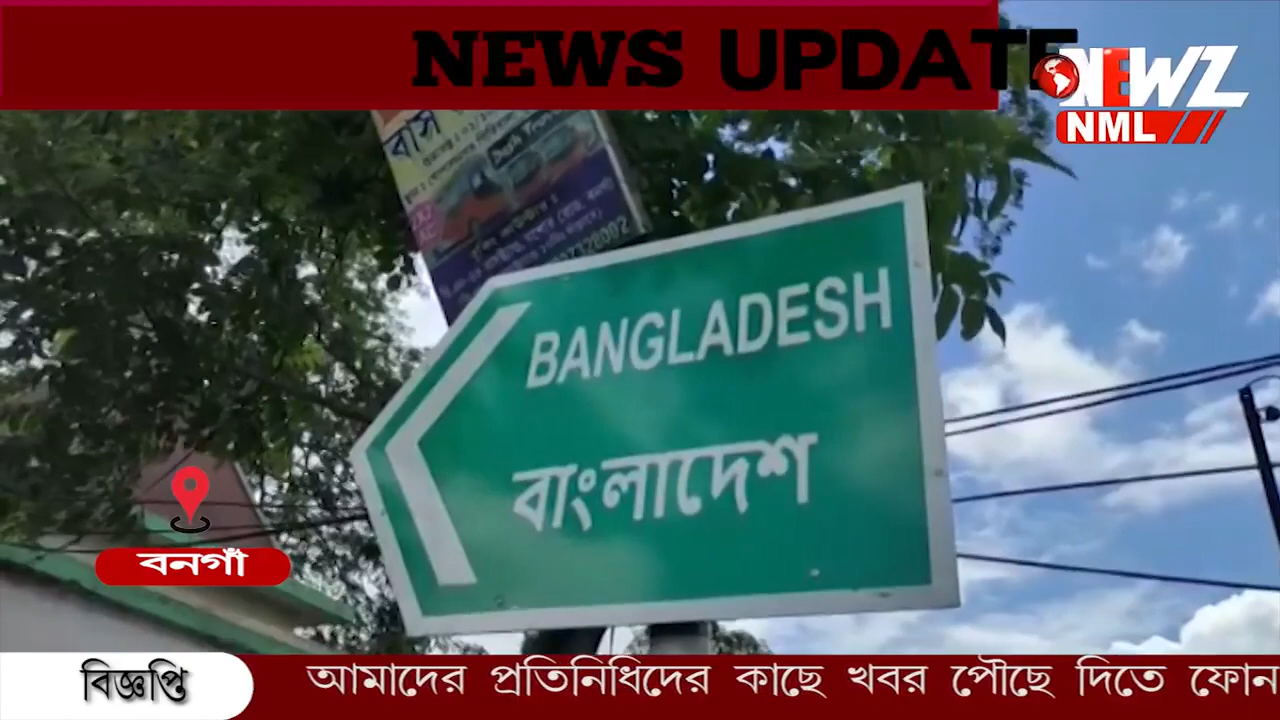 NEWS UPDATE
NEWZ
NML
বাস
BANGLADESH
বাংলাদেশ
বনগাঁ
বিজ্ঞপ্তি
আমাদের প্রতিনিধিদের কাছে খবর পৌছে দিতে ফোন